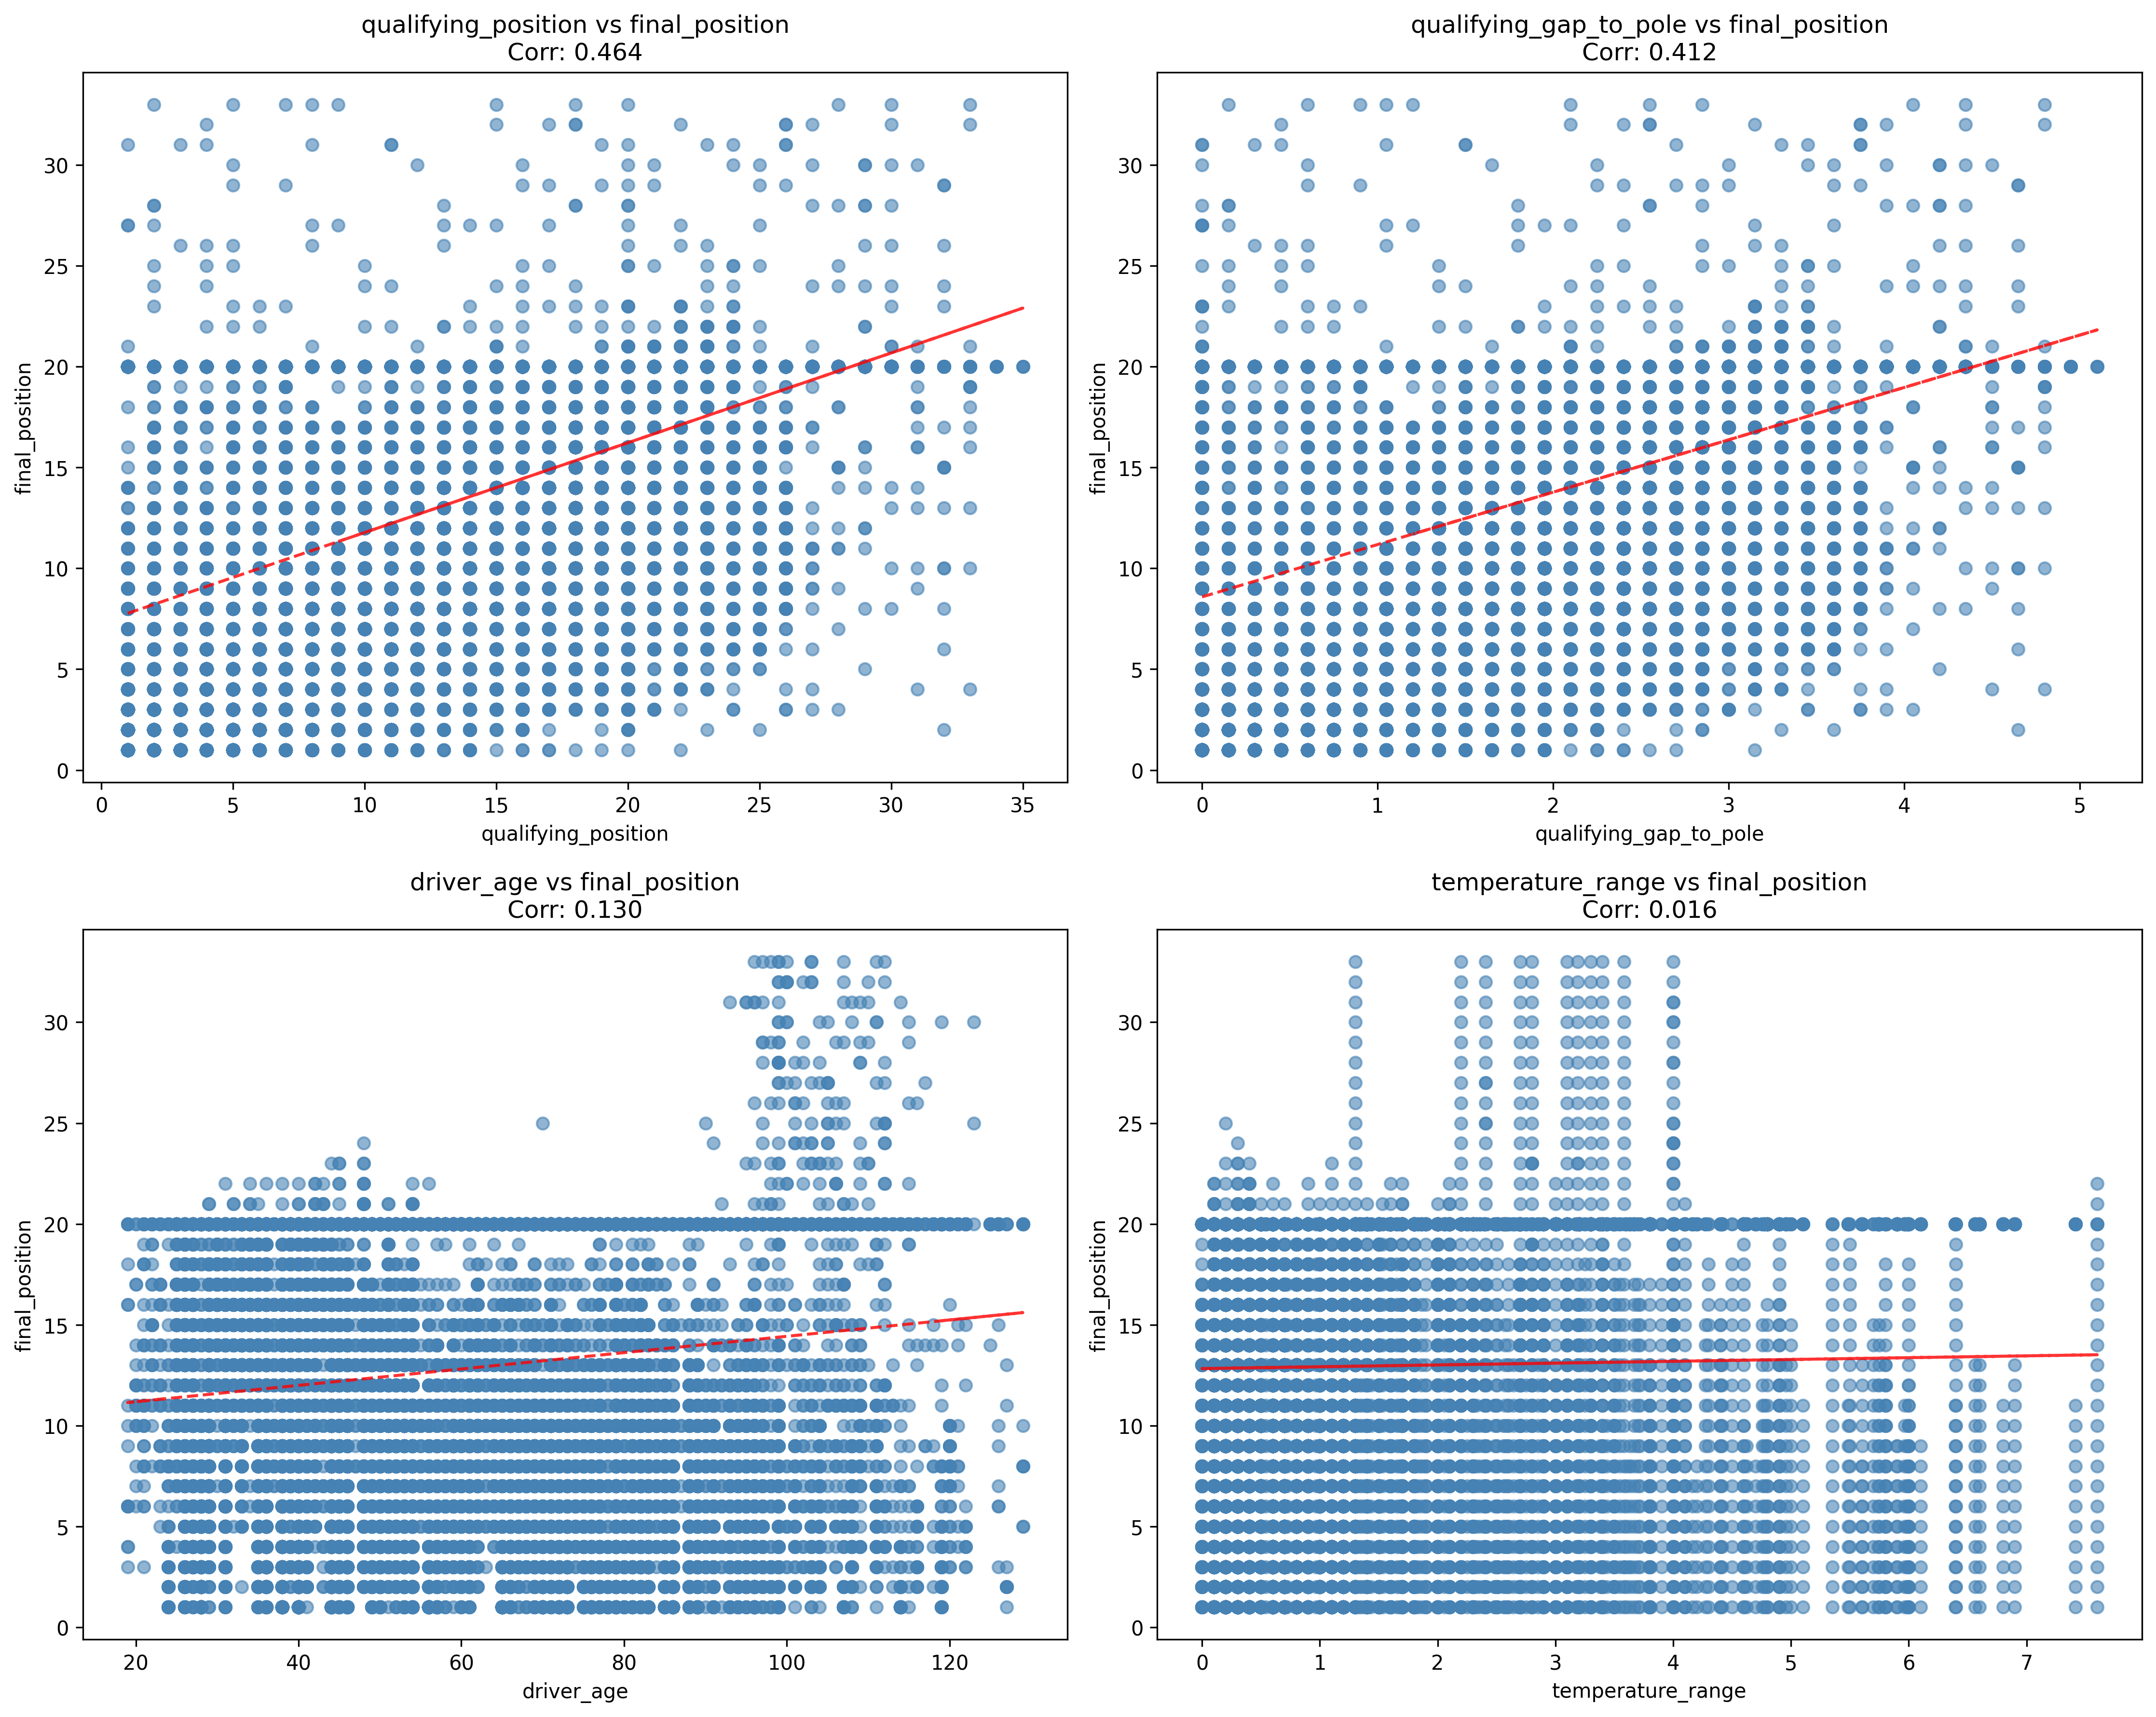 qualifying_position vs final_position
Corr: 0.464
final_position
30
25
20
15
10
5
0
0 5 10 15 20 25 30 35
qualifying_position
qualifying_gap_to_pole vs final_position
Corr: 0.412
final_position
30
25
20
15
10
5
0
0 1 2 3 4 5
qualifying_gap_to_pole
driver_age vs final_position
Corr: 0.130
final_position
30
25
20
15
10
5
0
20 40 60 80 100 120
driver_age
temperature_range vs final_position
Corr: 0.016
final_position
30
25
20
15
10
5
0
0 1 2 3 4 5 6 7
temperature_range